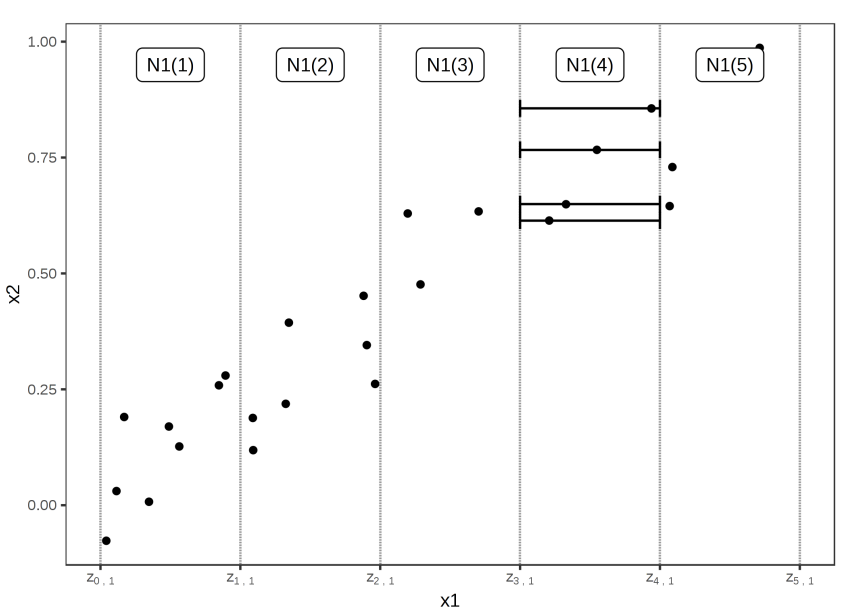 1.00
N1(1) N1(2) N1(3) N1(4) N1(5)
0.75
0.50
x2
0.25
0.00
z0 , 1 z1 , 1 z2 , 1 z3 , 1 z4 , 1 z5 , 1
x1